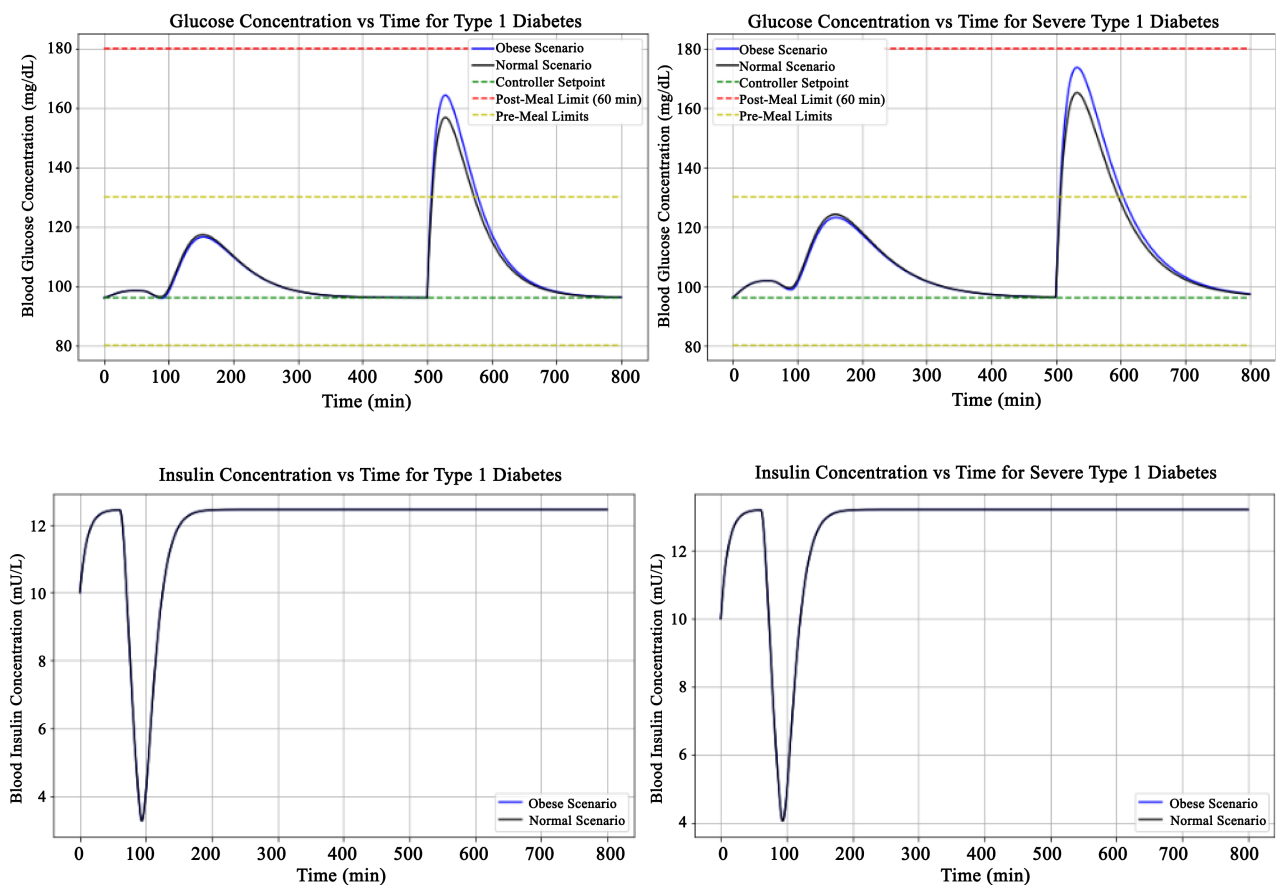 Glucose Concentration vs Time for Type 1 Diabetes
Blood Glucose Concentration (mg/dL)
180
160
140
120
100
80
Obese Scenario
Normal Scenario
Controller Setpoint
Post-Meal Limit (60 min)
Pre-Meal Limits
0 100 200 300 400 500 600 700 800
Time (min)
Glucose Concentration vs Time for Severe Type 1 Diabetes
Blood Glucose Concentration (mg/dL)
180
160
140
120
100
80
Obese Scenario
Normal Scenario
Controller Setpoint
Post-Meal Limit (60 min)
Pre-Meal Limits
0 100 200 300 400 500 600 700 800
Time (min)
Insulin Concentration vs Time for Type 1 Diabetes
Blood Insulin Concentration (mU/L)
12
10
8
6
4
Obese Scenario
Normal Scenario
0 100 200 300 400 500 600 700 800
Time (min)
Insulin Concentration vs Time for Severe Type 1 Diabetes
Blood Insulin Concentration (mU/L)
12
10
8
6
4
Obese Scenario
Normal Scenario
0 100 200 300 400 500 600 700 800
Time (min)